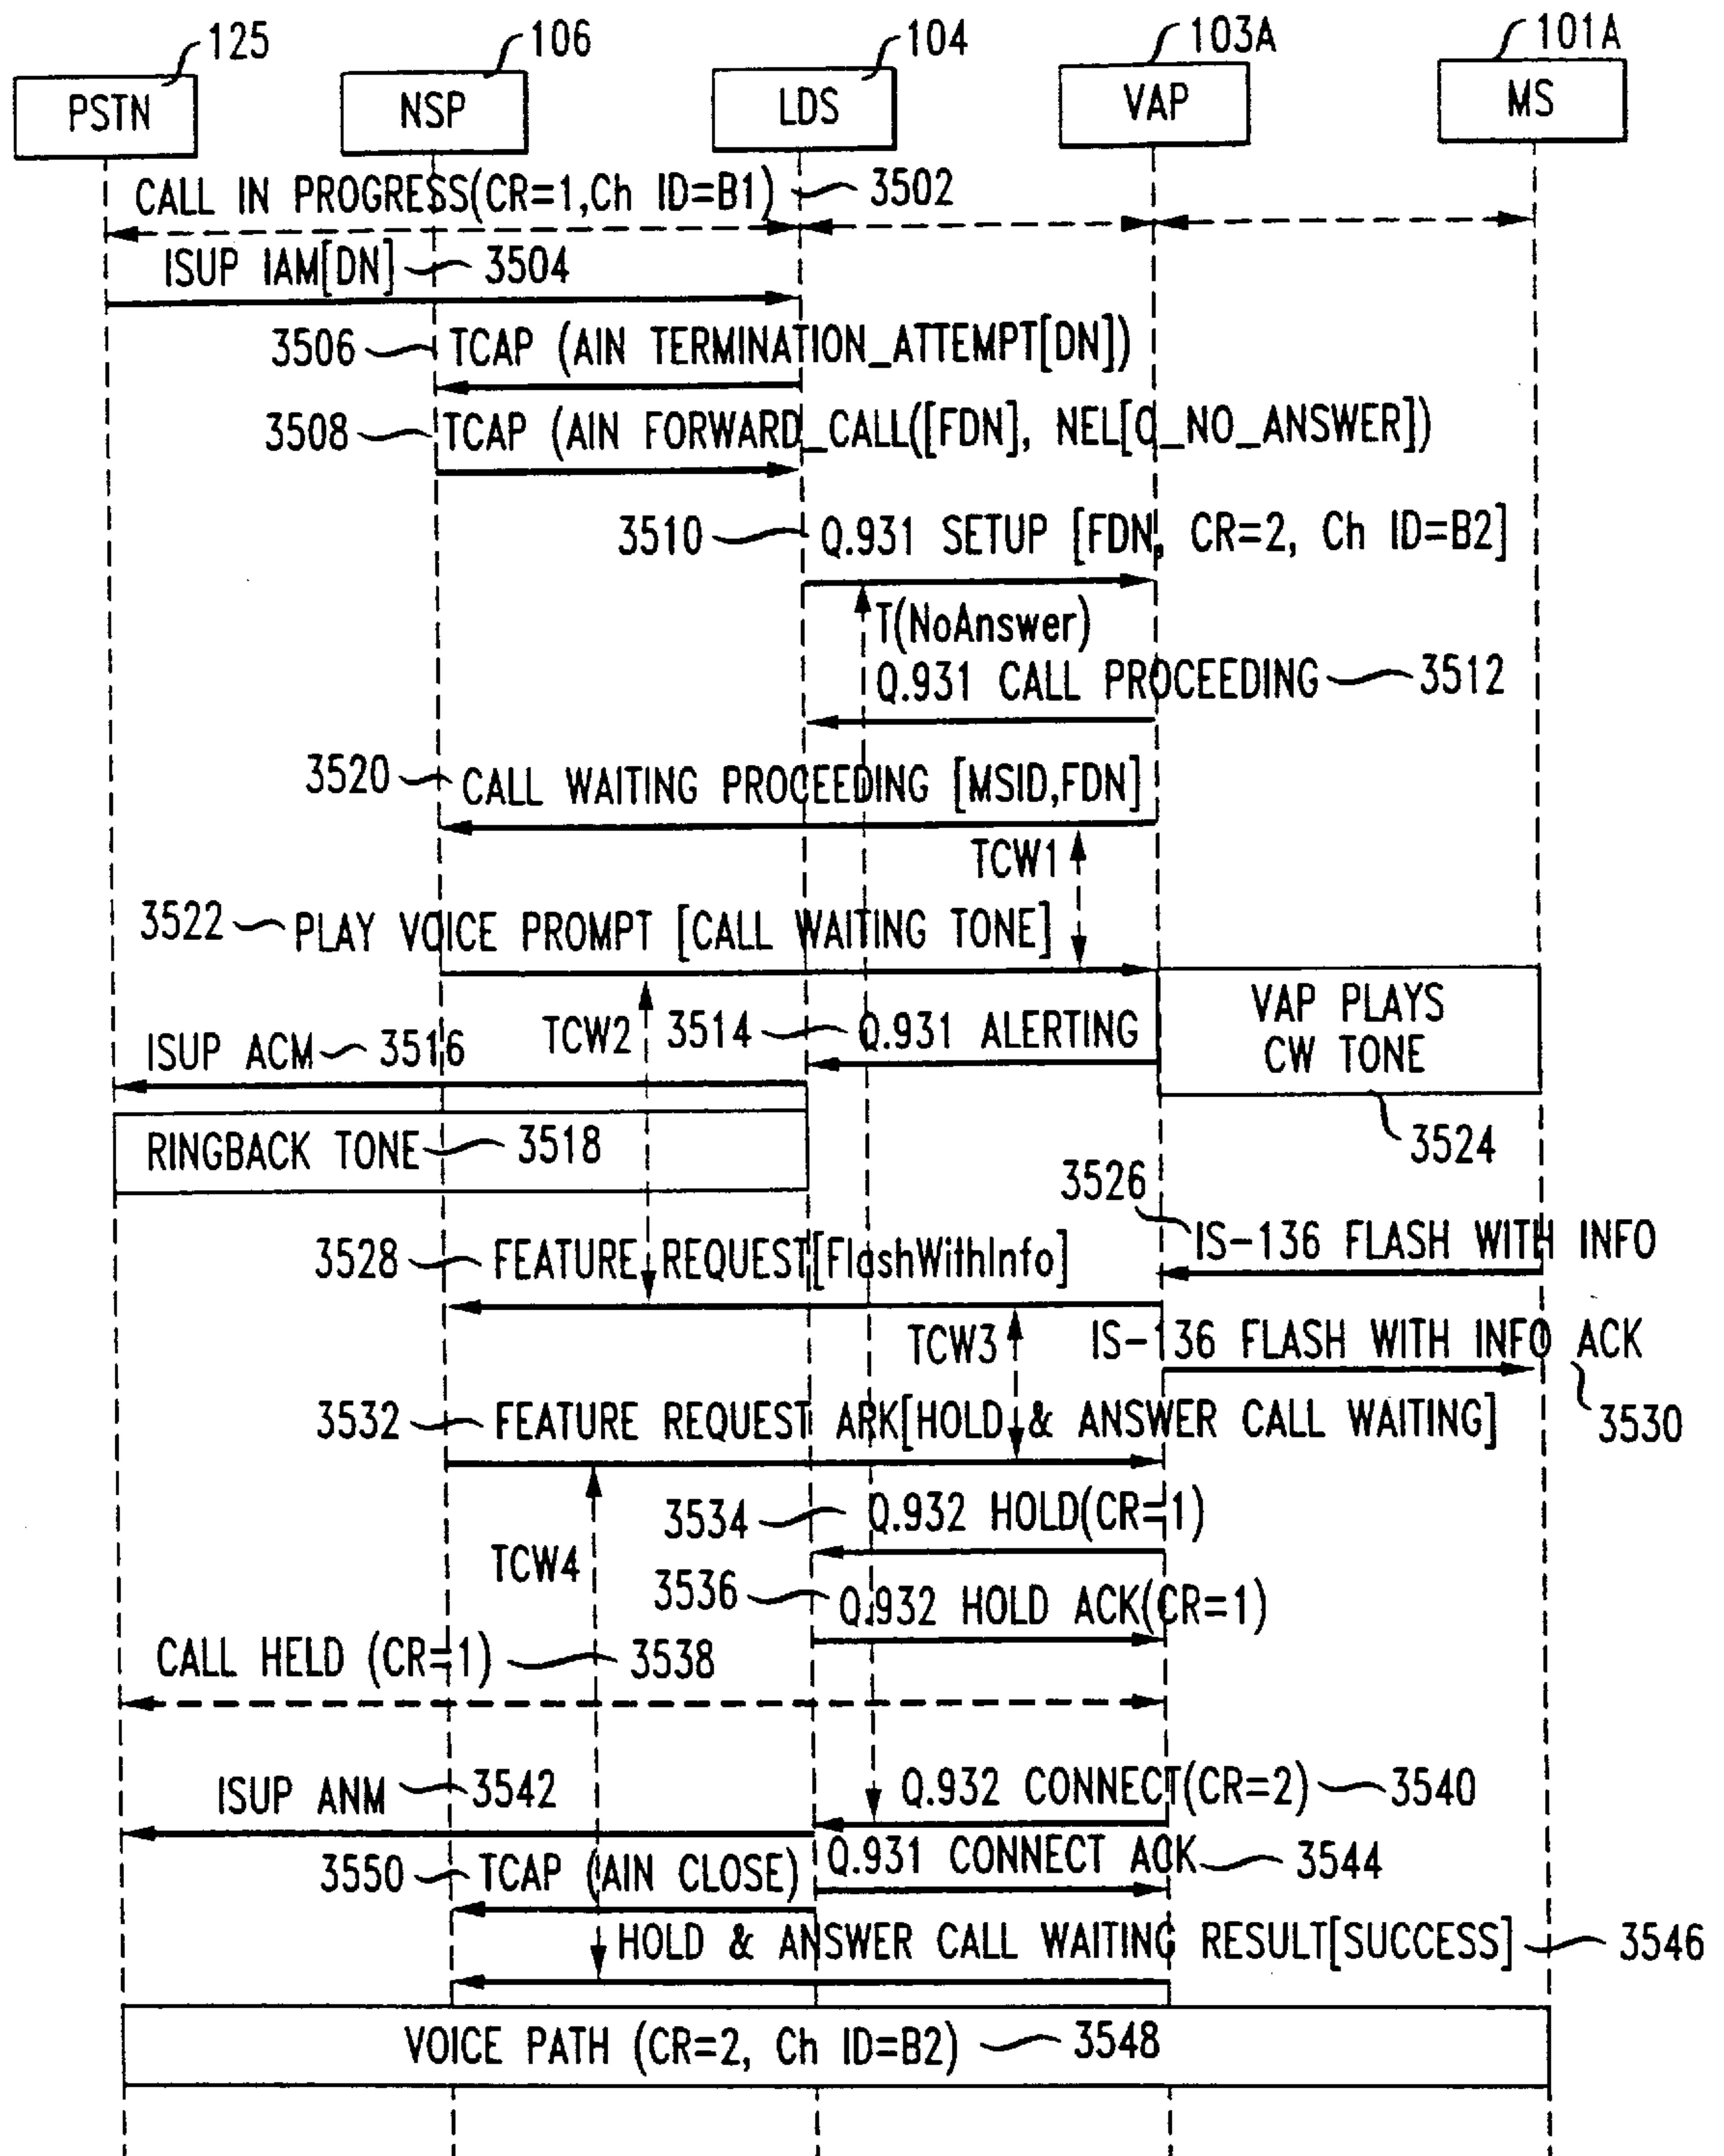 125 106 104 103A 101A
PSTN NSP LDS VAP MS
CALL IN PROGRESS(CR=1,Ch ID=B1) 3502
ISUP IAM[DN] 3504
3506 TCAP (AIN TERMINATION_ATTEMPT[DN])
3508 TCAP (AIN FORWARD_CALL([FDN], NEL[O_NO_ANSWER])
3510 Q.931 SETUP [FDN, CR=2, Ch ID=B2]
T(NoAnswer)
Q.931 CALL PROCEEDING 3512
3520 CALL WAITING PROCEEDING [MSID,FDN]
TCW1
3522 PLAY VOICE PROMPT [CALL WAITING TONE]
VAP PLAYS
CW TONE
3524
TCW2
3514 Q.931 ALERTING
ISUP ACM 3516
RINGBACK TONE 3518
3526
IS-136 FLASH WITH INFO
3528 FEATURE REQUEST[FlashWithInfo]
TCW3
IS-136 FLASH WITH INFO ACK
3530
3532 FEATURE REQUEST ARK[HOLD & ANSWER CALL WAITING]
3534 Q.932 HOLD(CR=1)
TCW4
3536 Q.932 HOLD ACK(CR=1)
CALL HELD (CR=1) 3538
Q.932 CONNECT(CR=2) 3540
ISUP ANM 3542
Q.931 CONNECT ACK 3544
3550 TCAP (AIN CLOSE)
HOLD & ANSWER CALL WAITING RESULT[SUCCESS] 3546
VOICE PATH (CR=2, Ch ID=B2) 3548